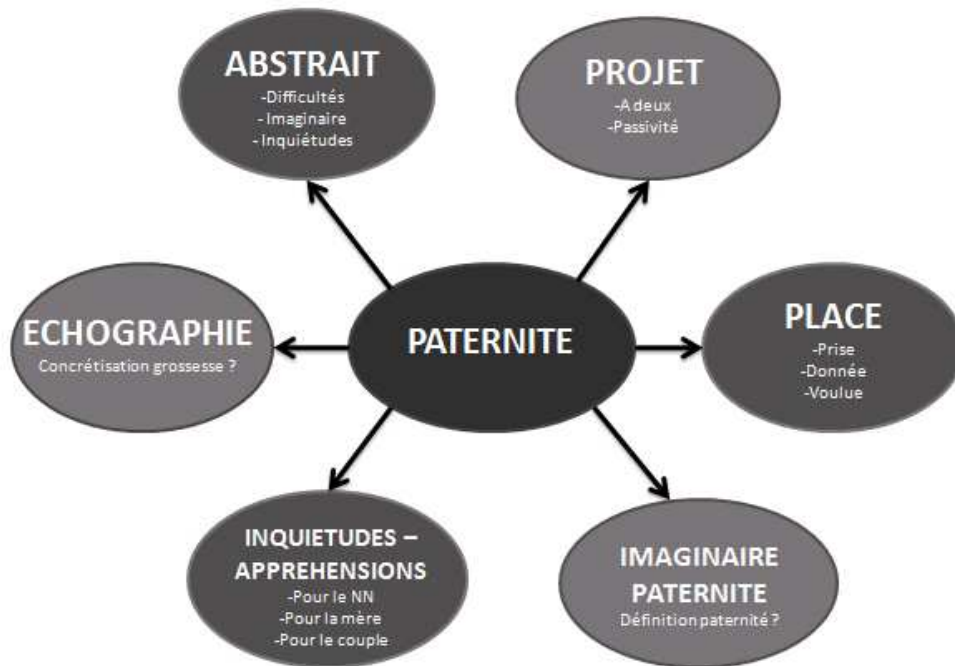 ABSTRAIT
-Difficultés
- Imaginaire
- Inquiétudes
PROJET
-A deux
-Passivité
ECHOGRAPHIE
Concrétisation grossesse ?
PATERNITE
PLACE
-Prise
-Donnée
-Voulue
INQUIETUDES –
APPREHENSIONS
-Pour le NN
-Pour la mère
-Pour le couple
IMAGINAIRE
PATERNITE
Définition paternité ?